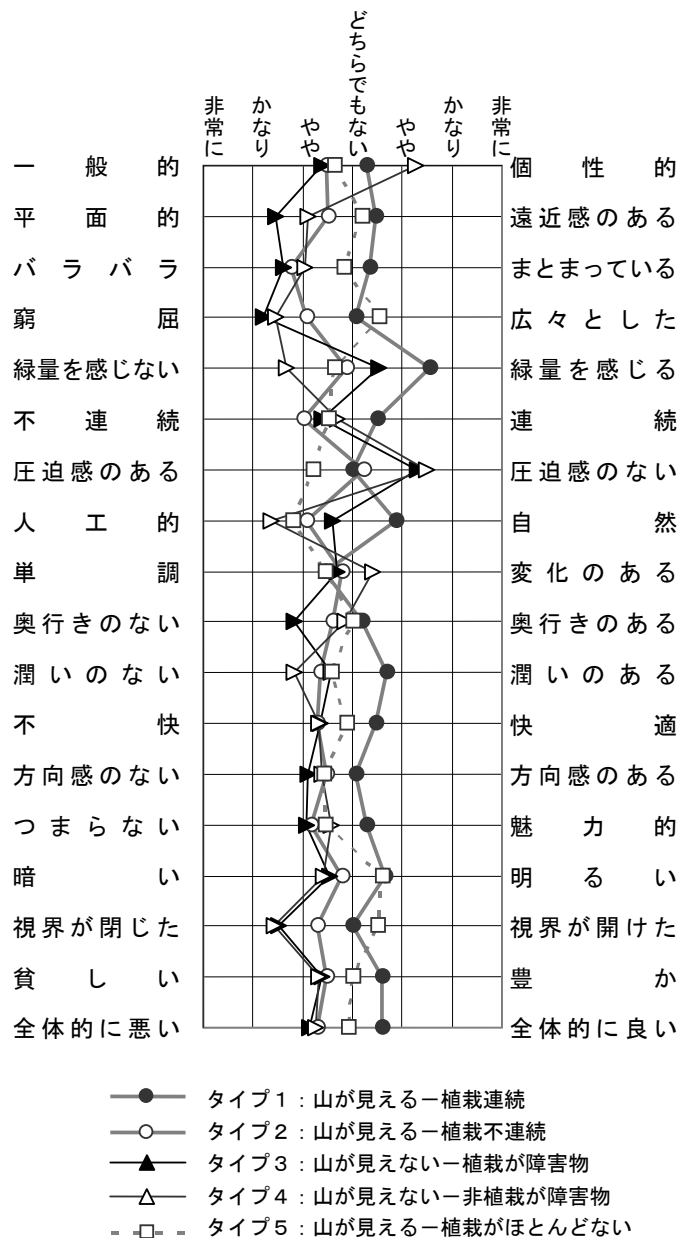 非常に かなり やや どちらでもない やや かなり 非常に
一般的 個性的
平面的 遠近感のある
バラバラ まとまっている
窮屈 広々とした
緑量を感じない 緑量を感じる
不連続 連続
圧迫感のある 圧迫感のない
人工的 自然
単調 変化のある
奥行きのない 奥行きのある
潤いのない 潤いのある
不快 快適
方向感のない 方向感のある
つまらない 魅力的
暗い 明るい
視界が閉じた 視界が開けた
貧しい 豊か
全体的に悪い 全体的に良い
タイプ1：山が見えるー植栽連続
タイプ2：山が見えるー植栽不連続
タイプ3：山が見えないー植栽が障害物
タイプ4：山が見えないー非植栽が障害物
タイプ5：山が見えるー植栽がほとんどない